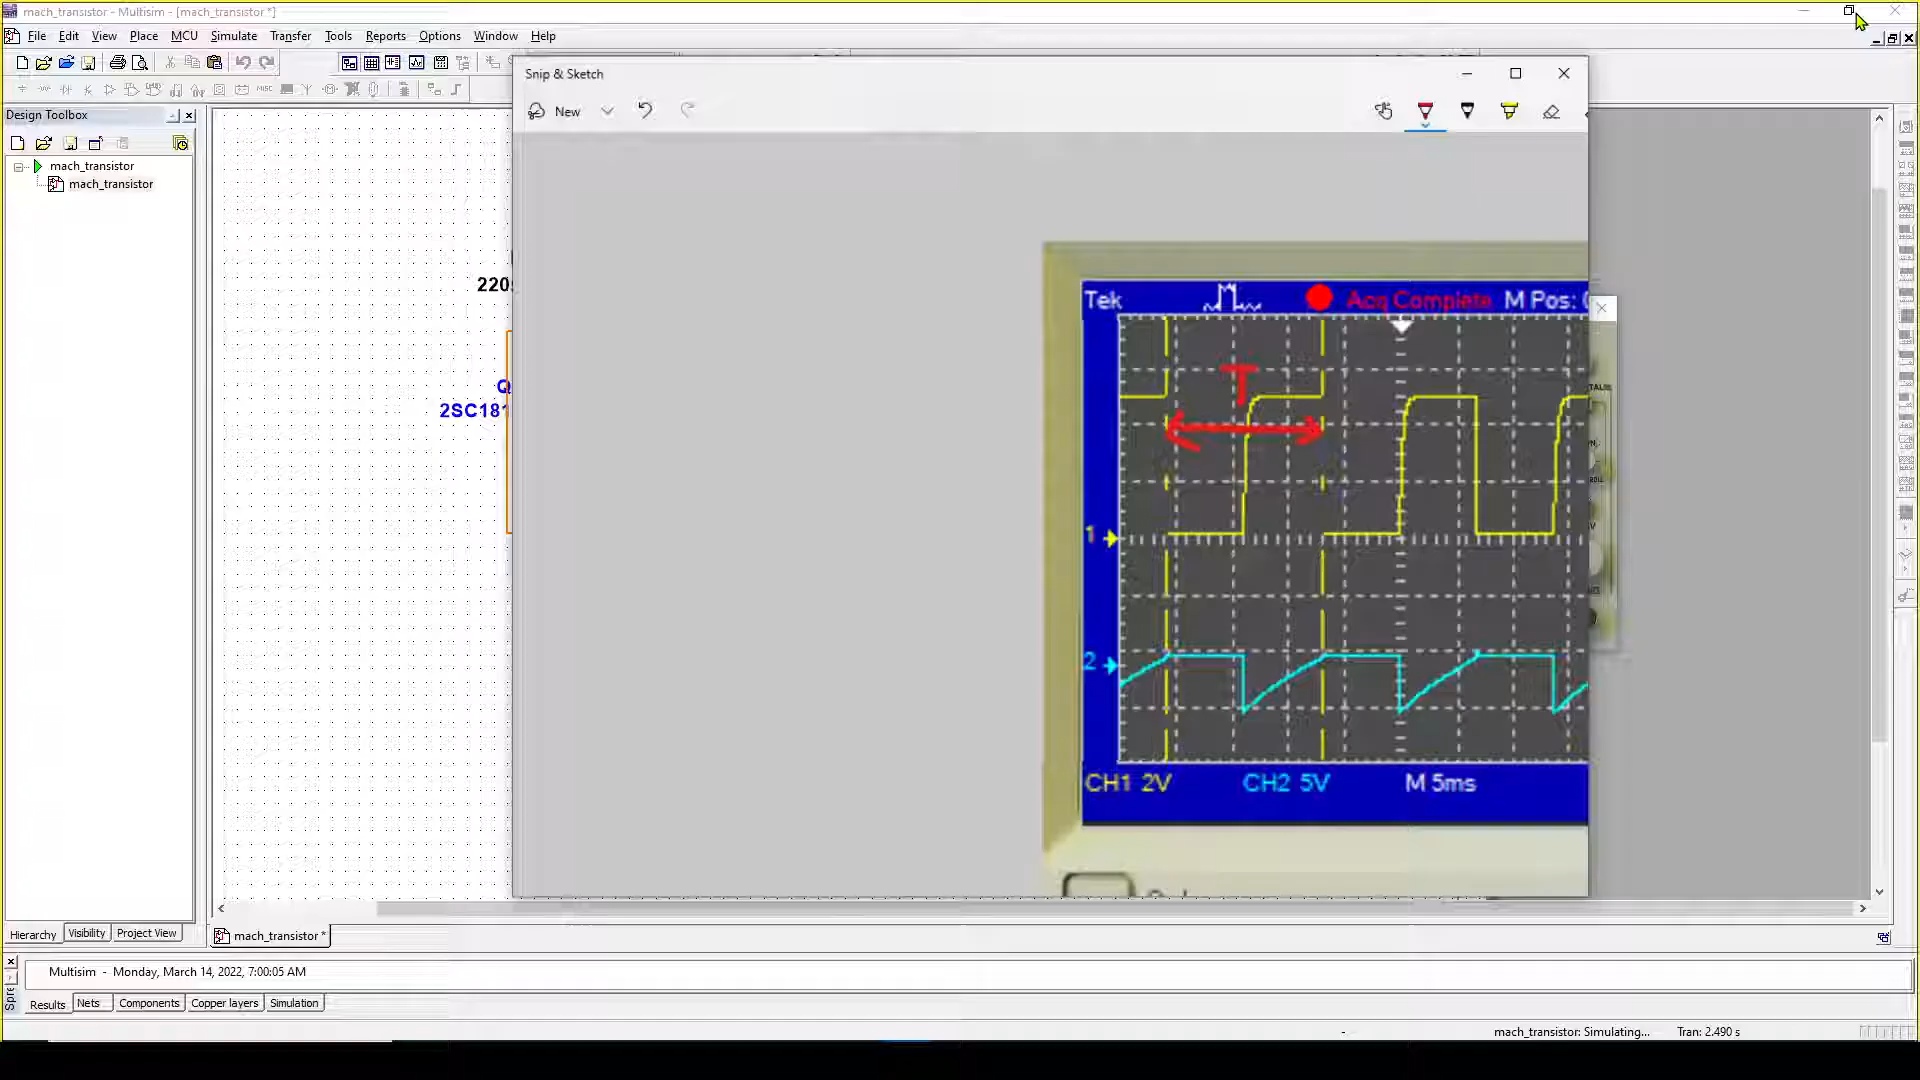 mach_transistor - Multisim - [mach_transistor *]
File Edit View Place MCU Simulate Transfer Tools Reports Options Window Help
Snip & Sketch
New
Design Toolbox
mach_transistor
mach_transistor
220
Q
2SC181
Tek Acq Complete M Pos:
T
1
2
CH1 2V CH2 5V M 5ms
Hierarchy Visibility Project View
mach_transistor *
Multisim - Monday, March 14, 2022, 7:00:05 AM
Results Nets Components Copper layers Simulation
mach_transistor: Simulating... Tran: 2.490 s